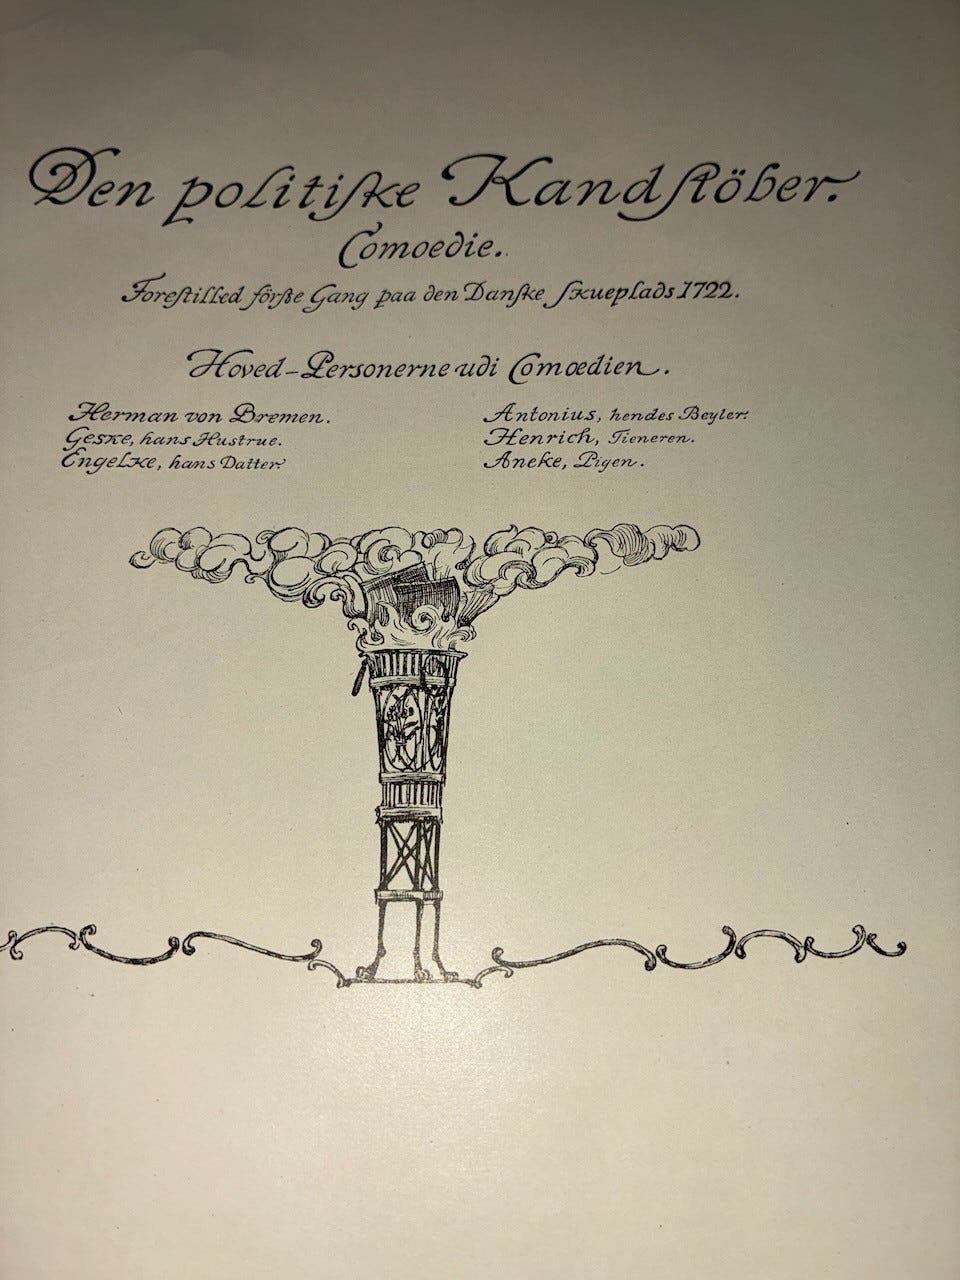 Den politiſke Kandſtöber.
Comoedie.
Foreſtilled förſte Gang paa den Danſke Skueplads 1722.
Hoved-Personerne udi Comœdien.
Herman von Bremen.
Geske, hans Hustrue.
Engelke, hans Datter
Antonius, hendes Beyler.
Henrich, Tieneren.
Aneke, Pigen.